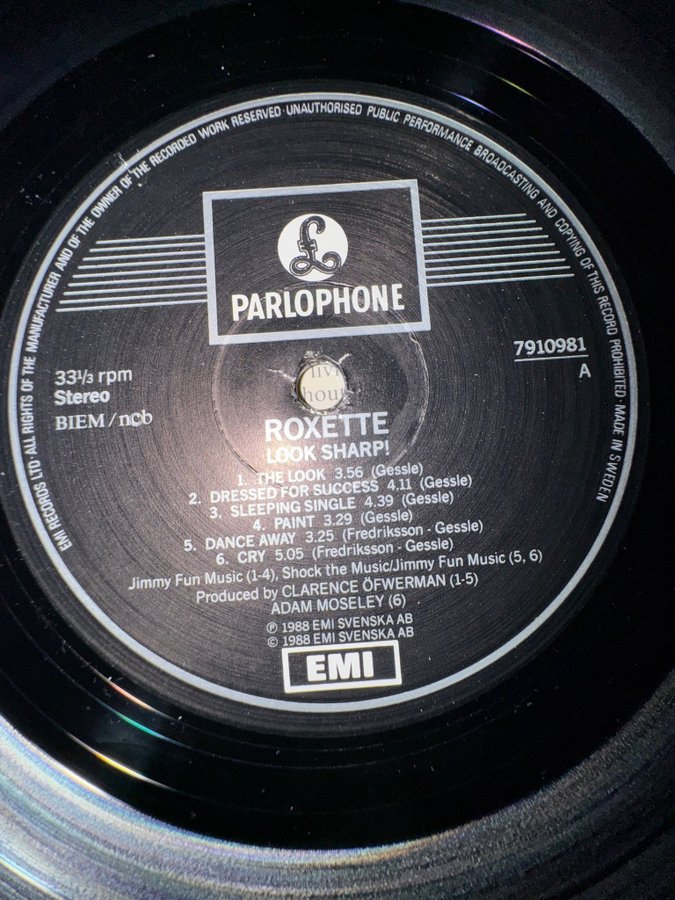 EMI RECORDS LTD · ALL RIGHTS OF THE MANUFACTURER AND OF THE OWNER OF THE RECORDED WORK RESERVED · UNAUTHORISED PUBLIC PERFORMANCE BROADCASTING AND COPYING OF THIS RECORD PROHIBITED · MADE IN SWEDEN
£
PARLOPHONE
33⅓ rpm
Stereo
BIEM/ncb
7910981
A
ROXETTE
LOOK SHARP!
1. THE LOOK 3.56 (Gessle)
2. DRESSED FOR SUCCESS 4.11 (Gessle)
3. SLEEPING SINGLE 4.39 (Gessle)
4. PAINT 3.29 (Gessle)
5. DANCE AWAY 3.25 (Fredriksson - Gessle)
6. CRY 5.05 (Fredriksson - Gessle)
Jimmy Fun Music (1-4), Shock the Music/Jimmy Fun Music (5, 6)
Produced by CLARENCE ÖFWERMAN (1-5)
ADAM MOSELEY (6)
℗ 1988 EMI SVENSKA AB
© 1988 EMI SVENSKA AB
EMI